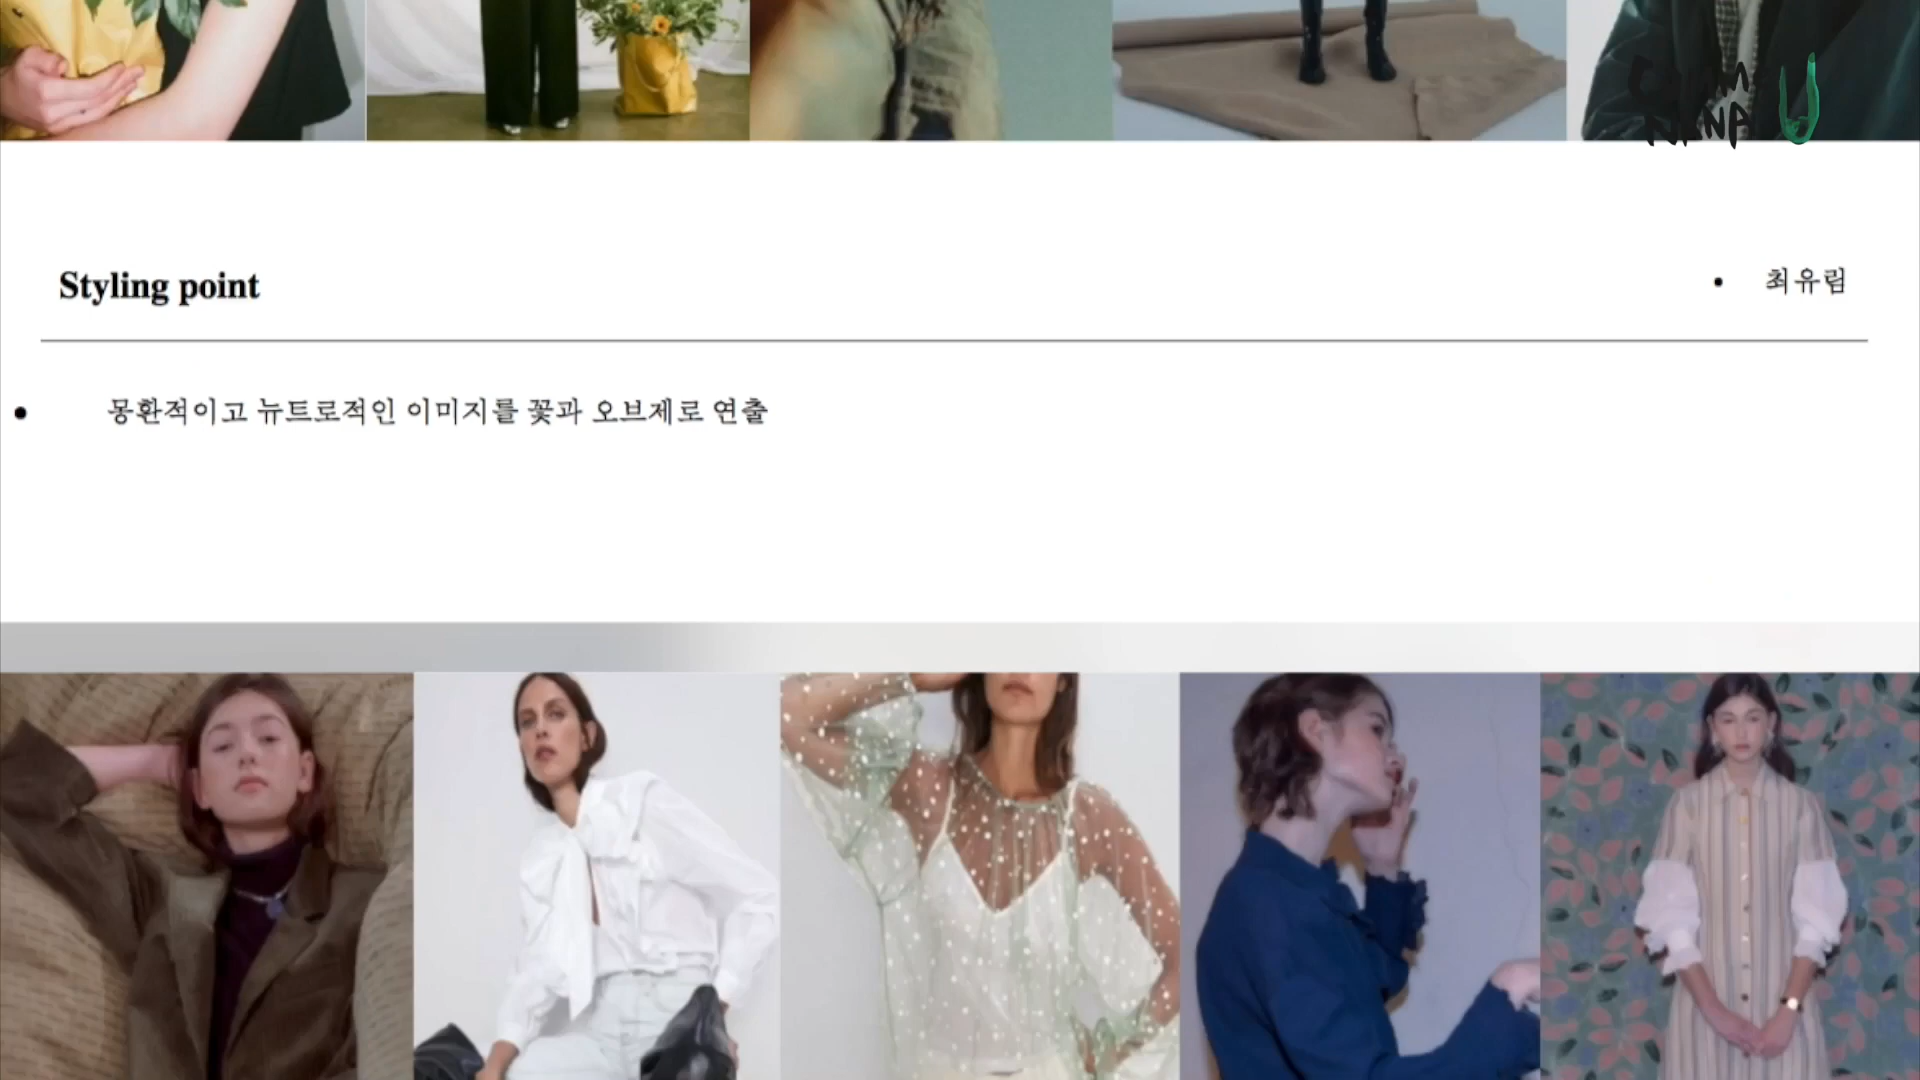 Styling point
• 최유림
• 몽환적이고 뉴트로적인 이미지를 꽃과 오브제로 연출